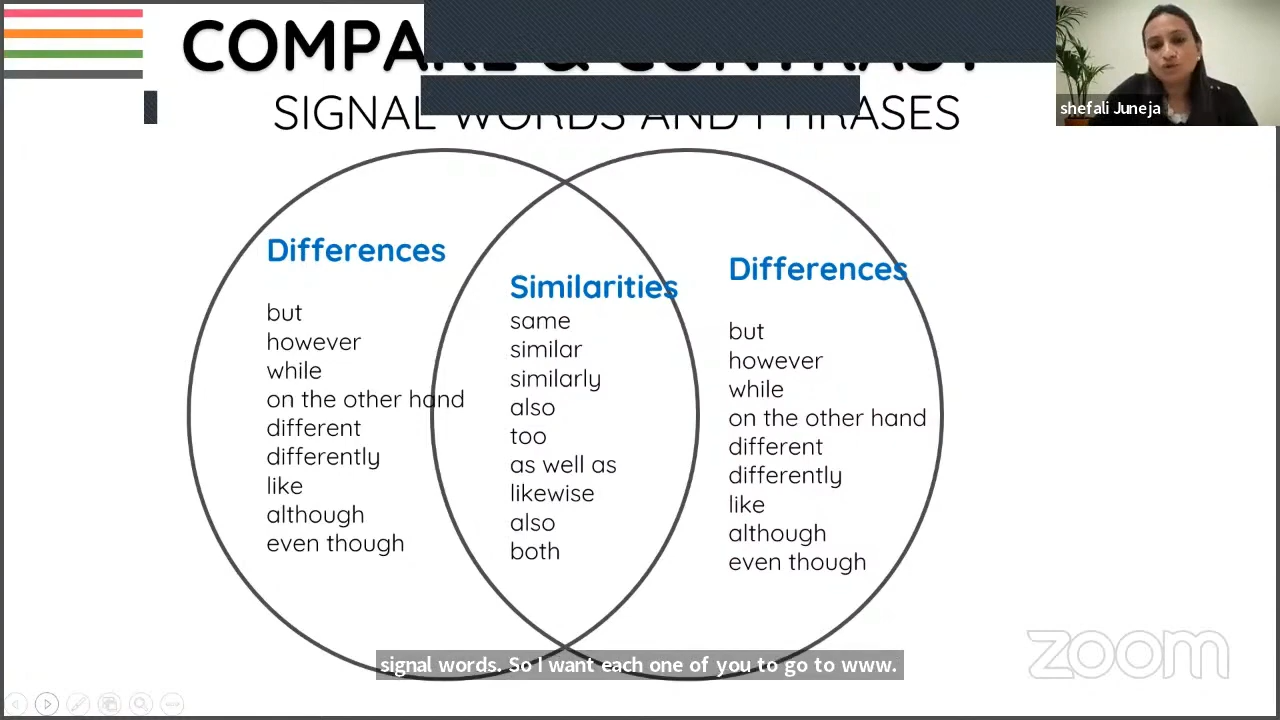 COMPARE & CONTRAST
SIGNAL WORDS AND PHRASES
shefali Juneja
Differences
but
however
while
on the other hand
different
differently
like
although
even though
Similarities
same
similar
similarly
also
too
as well as
likewise
also
both
Differences
but
however
while
on the other hand
different
differently
like
although
even though
signal words. So I want each one of you to go to www.
zoom